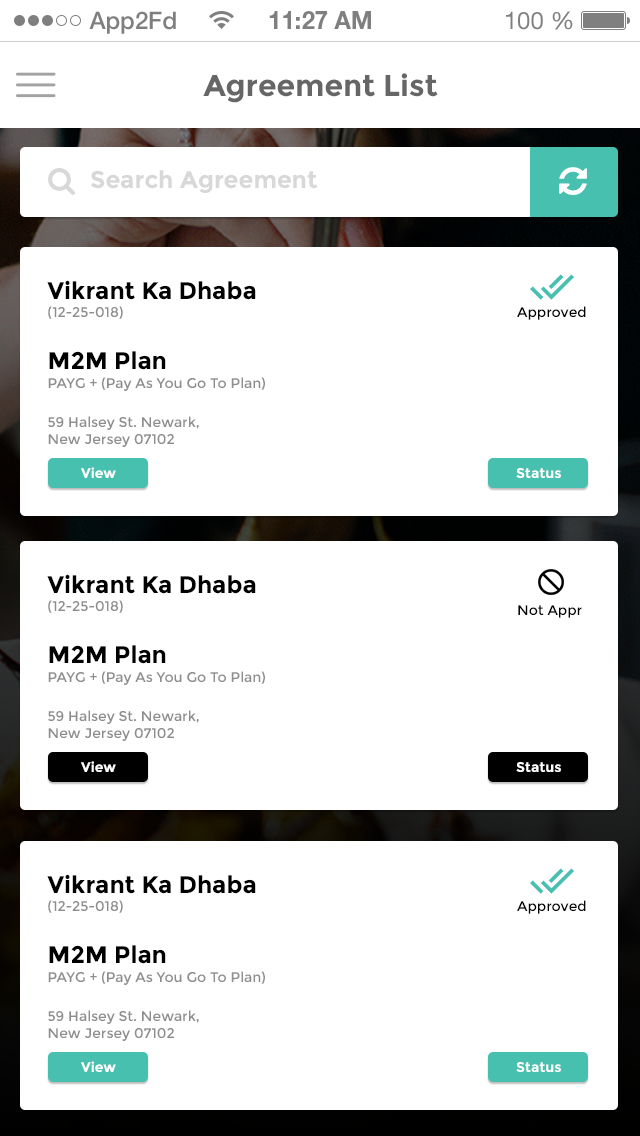 App2Fd 11:27 AM 100 %
Agreement List
Search Agreement
Vikrant Ka Dhaba
(12-25-018)
Approved
M2M Plan
PAYG + (Pay As You Go To Plan)
59 Halsey St. Newark,
New Jersey 07102
View Status
Vikrant Ka Dhaba
(12-25-018)
Not Appr
M2M Plan
PAYG + (Pay As You Go To Plan)
59 Halsey St. Newark,
New Jersey 07102
View Status
Vikrant Ka Dhaba
(12-25-018)
Approved
M2M Plan
PAYG + (Pay As You Go To Plan)
59 Halsey St. Newark,
New Jersey 07102
View Status